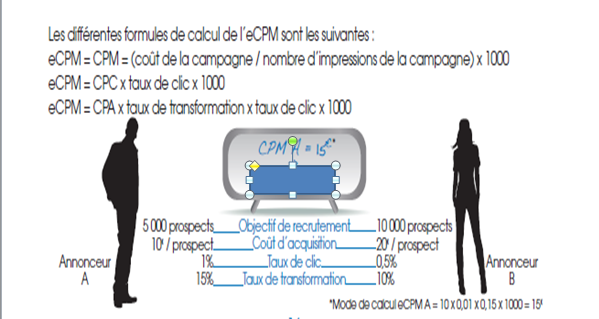 Les différentes formules de calcul de l'eCPM sont les suivantes :
eCPM = CPM = (coût de la campagne / nombre d'impressions de la campagne) x 1000
eCPM = CPC x taux de clic x 1000
eCPM = CPA x taux de transformation x taux de clic x 1000
CPM A = 15€*
5 000 prospects Objectif de recrutement 10 000 prospects
10€ / prospect Coût d'acquisition 20€ / prospect
1% Taux de clic 0,5%
15% Taux de transformation 10%
Annonceur A
Annonceur B
*Mode de calcul eCPM A = 10 x 0,01 x 0,15 x 1000 = 15€